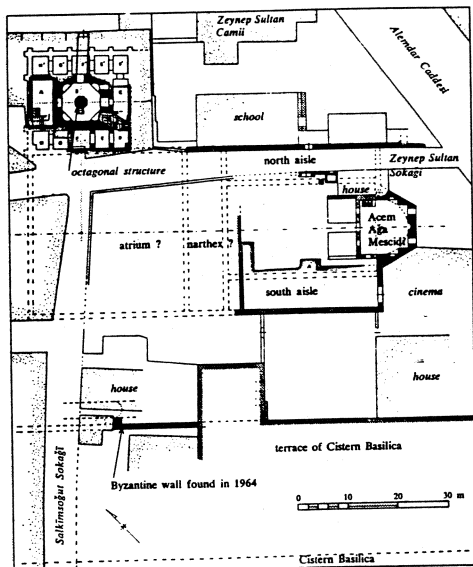 Zeynep Sultan
Camii
Alemdar Caddesi
school
octagonal structure
north aisle
Zeynep Sultan
Sokağı
house
Acem
Ağa
Mescidi
atrium ?
narthex ?
south aisle
cinema
house
house
terrace of Cistern Basilica
Byzantine wall found in 1964
Salkimsoğut Sokağı
0 10 20 30 m
Cistern Basilica